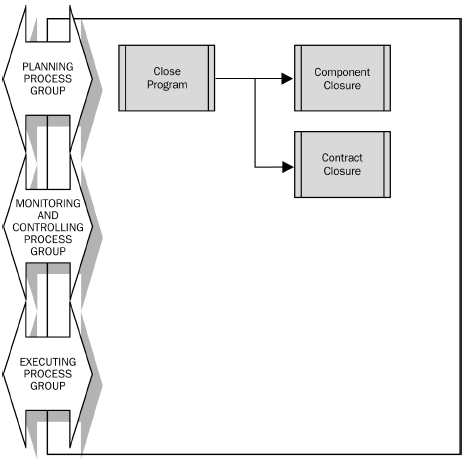 PLANNING
PROCESS
GROUP
Close
Program
Component
Closure
Contract
Closure
MONITORING
AND
CONTROLLING
PROCESS
GROUP
EXECUTING
PROCESS
GROUP